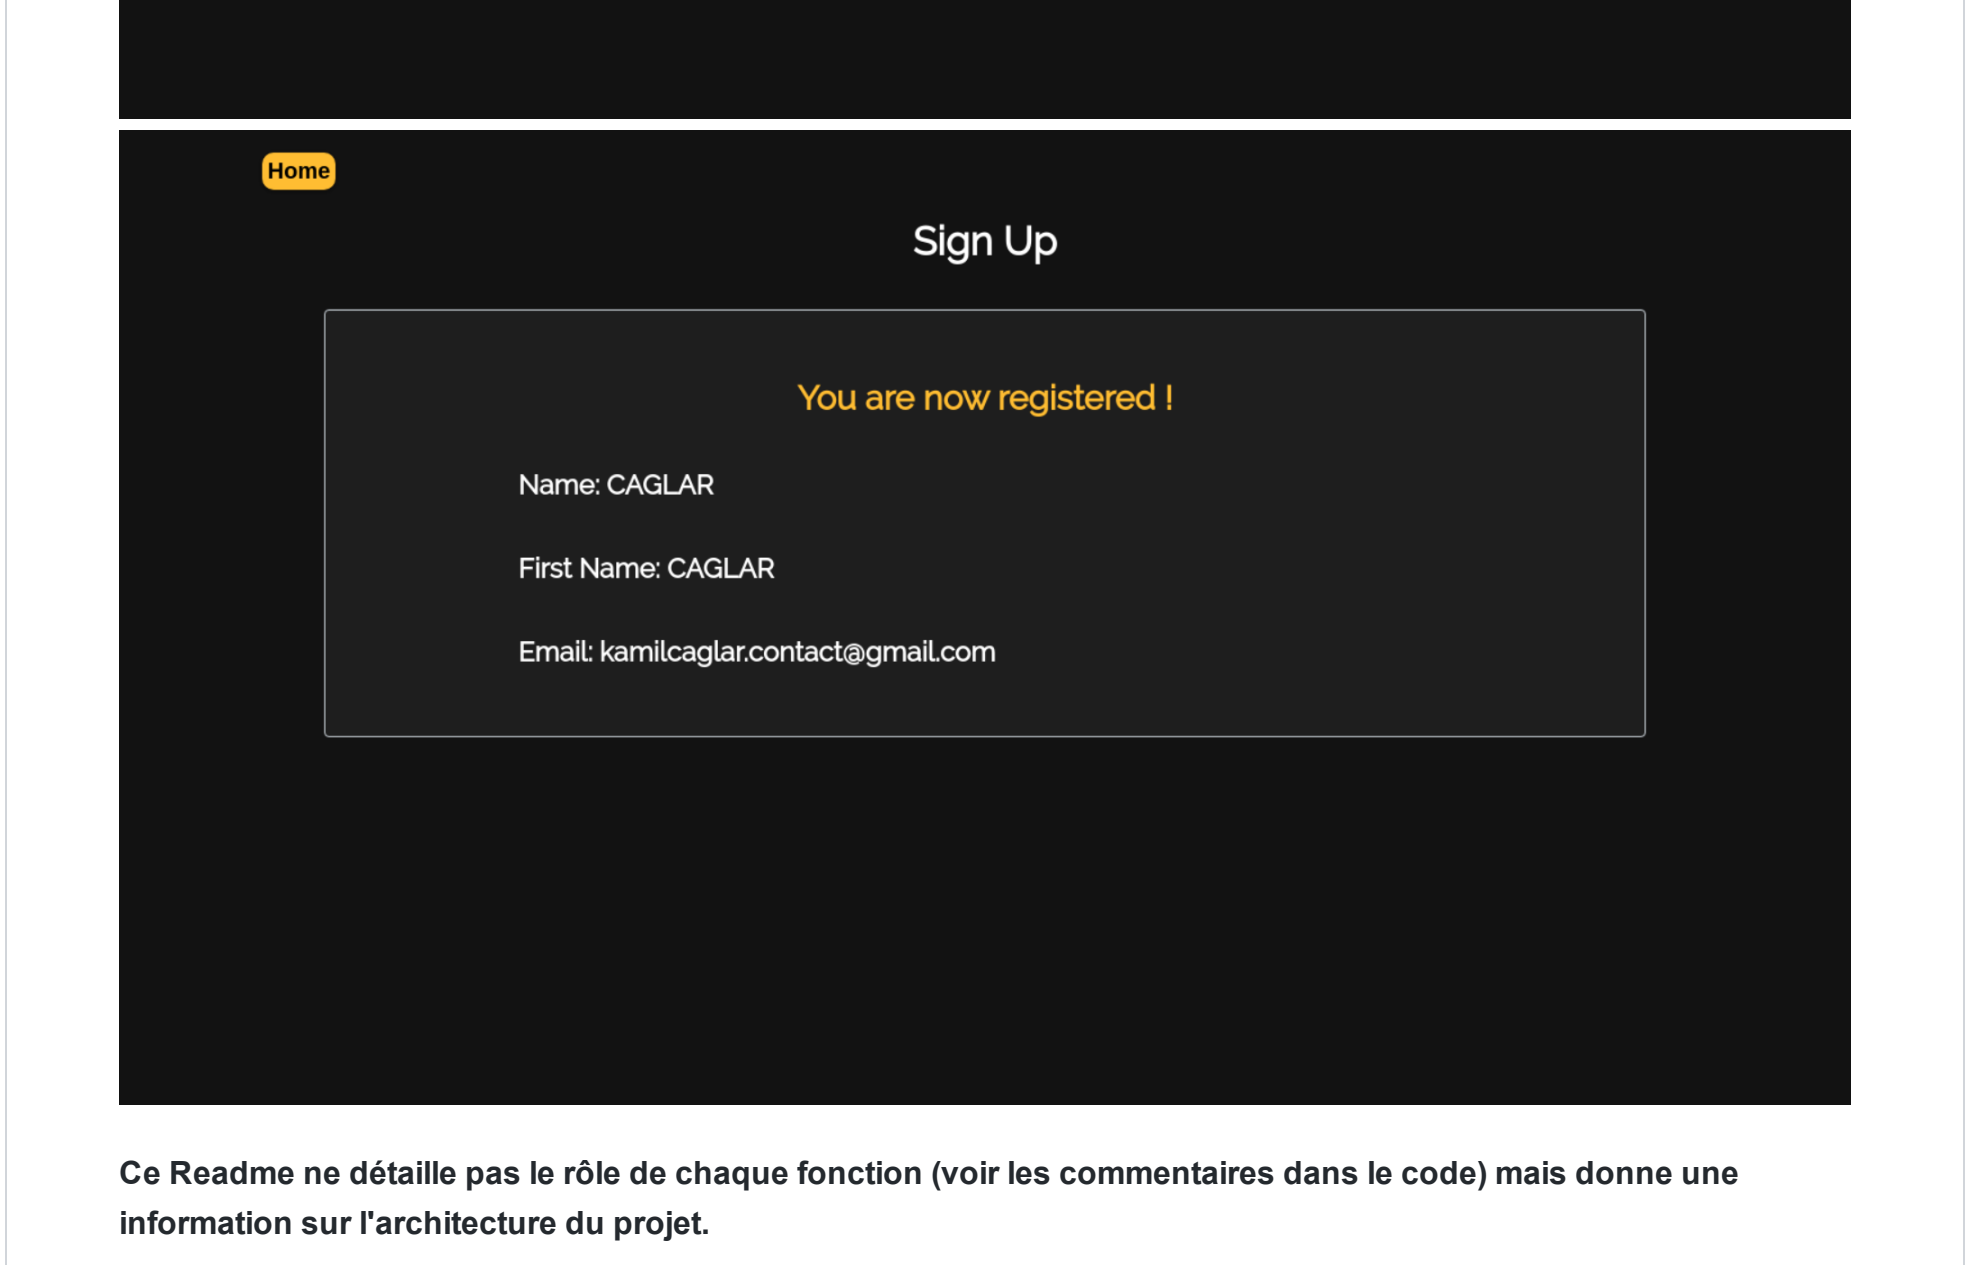 Home
Sign Up
You are now registered !
Name: CAGLAR
First Name: CAGLAR
Email: kamilcaglar.contact@gmail.com
Ce Readme ne détaille pas le rôle de chaque fonction (voir les commentaires dans le code) mais donne une
information sur l'architecture du projet.